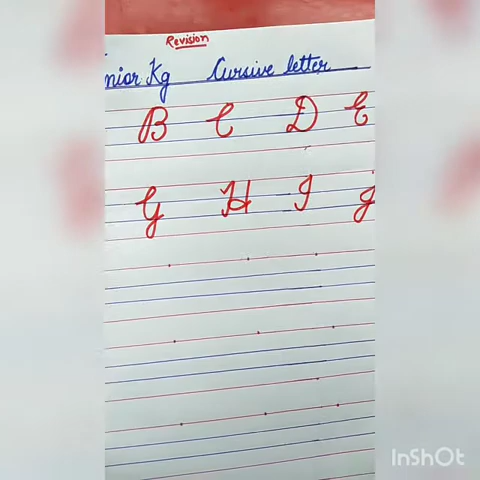 Revision
nior Kg Cursive letter
B C D E
G H I J
InShOt